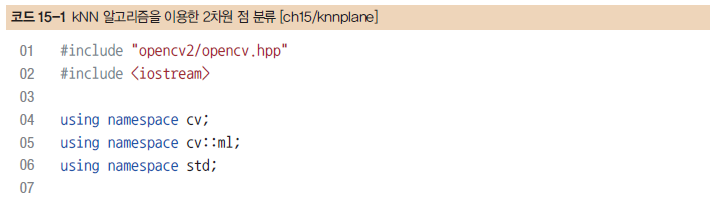 코드 15-1 kNN 알고리즘을 이용한 2차원 점 분류 [ch15/knnplane]
01 #include "opencv2/opencv.hpp"
02 #include <iostream>
03
04 using namespace cv;
05 using namespace cv::ml;
06 using namespace std;
07